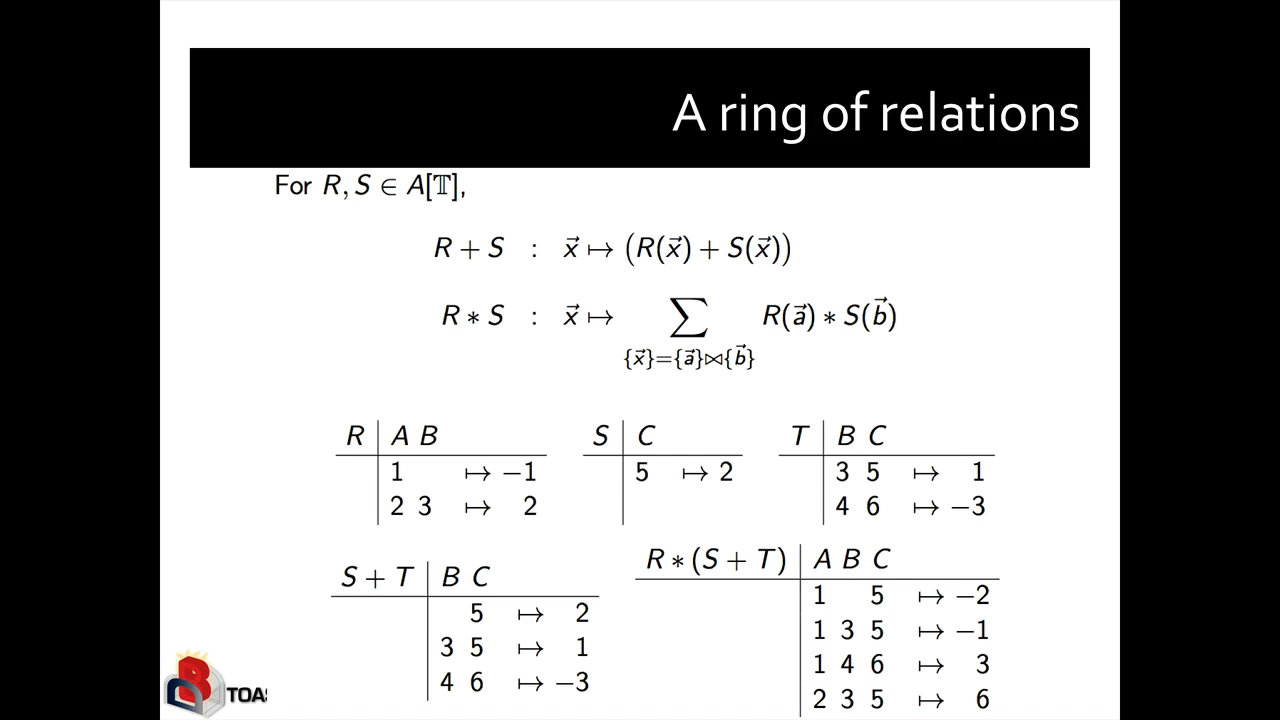 A ring of relations
For R, S ∈ A[𝕋],
R + S : x⃗ ↦ (R(x⃗) + S(x⃗))
R ∗ S : x⃗ ↦ ∑ R(a⃗) ∗ S(b⃗)
{x⃗}={a⃗}⋈{b⃗}
R A B
1 ↦ −1
2 3 ↦ 2
S C
5 ↦ 2
T B C
3 5 ↦ 1
4 6 ↦ −3
S + T B C
5 ↦ 2
3 5 ↦ 1
4 6 ↦ −3
R ∗ (S + T) A B C
1 5 ↦ −2
1 3 5 ↦ −1
1 4 6 ↦ 3
2 3 5 ↦ 6
B
TOAS